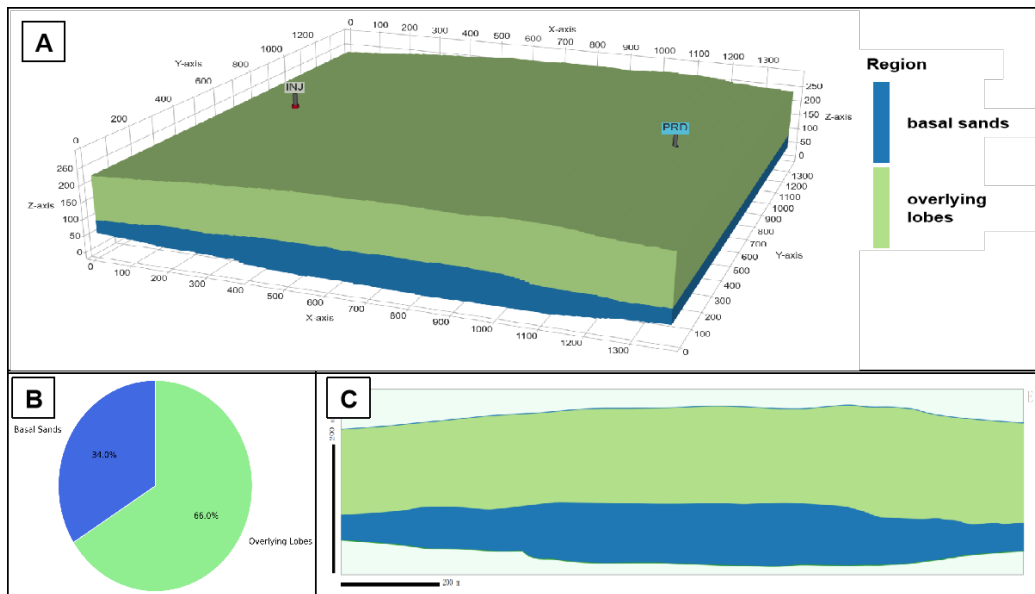 A
X-axis
0 100 200 300 400 500 600 700 800 900 1000 1100 1200 1300
Y-axis
0 200 400 600 800 1000 1200
INJ
PRD
260 200 150 100 50 0
Z-axis
250 200 150 100 50 0
Z-axis
1300 1200 1100 1000 900 800 700 600 500 400 300 200 100 0
Y-axis
0 100 200 300 400 500 600 700 800 900 1000 1100 1200 1300
X-axis
Region
basal sands
overlying
lobes
B
Basal Sands
34.0%
66.0%
Overlying Lobes
C
E
200
200 m